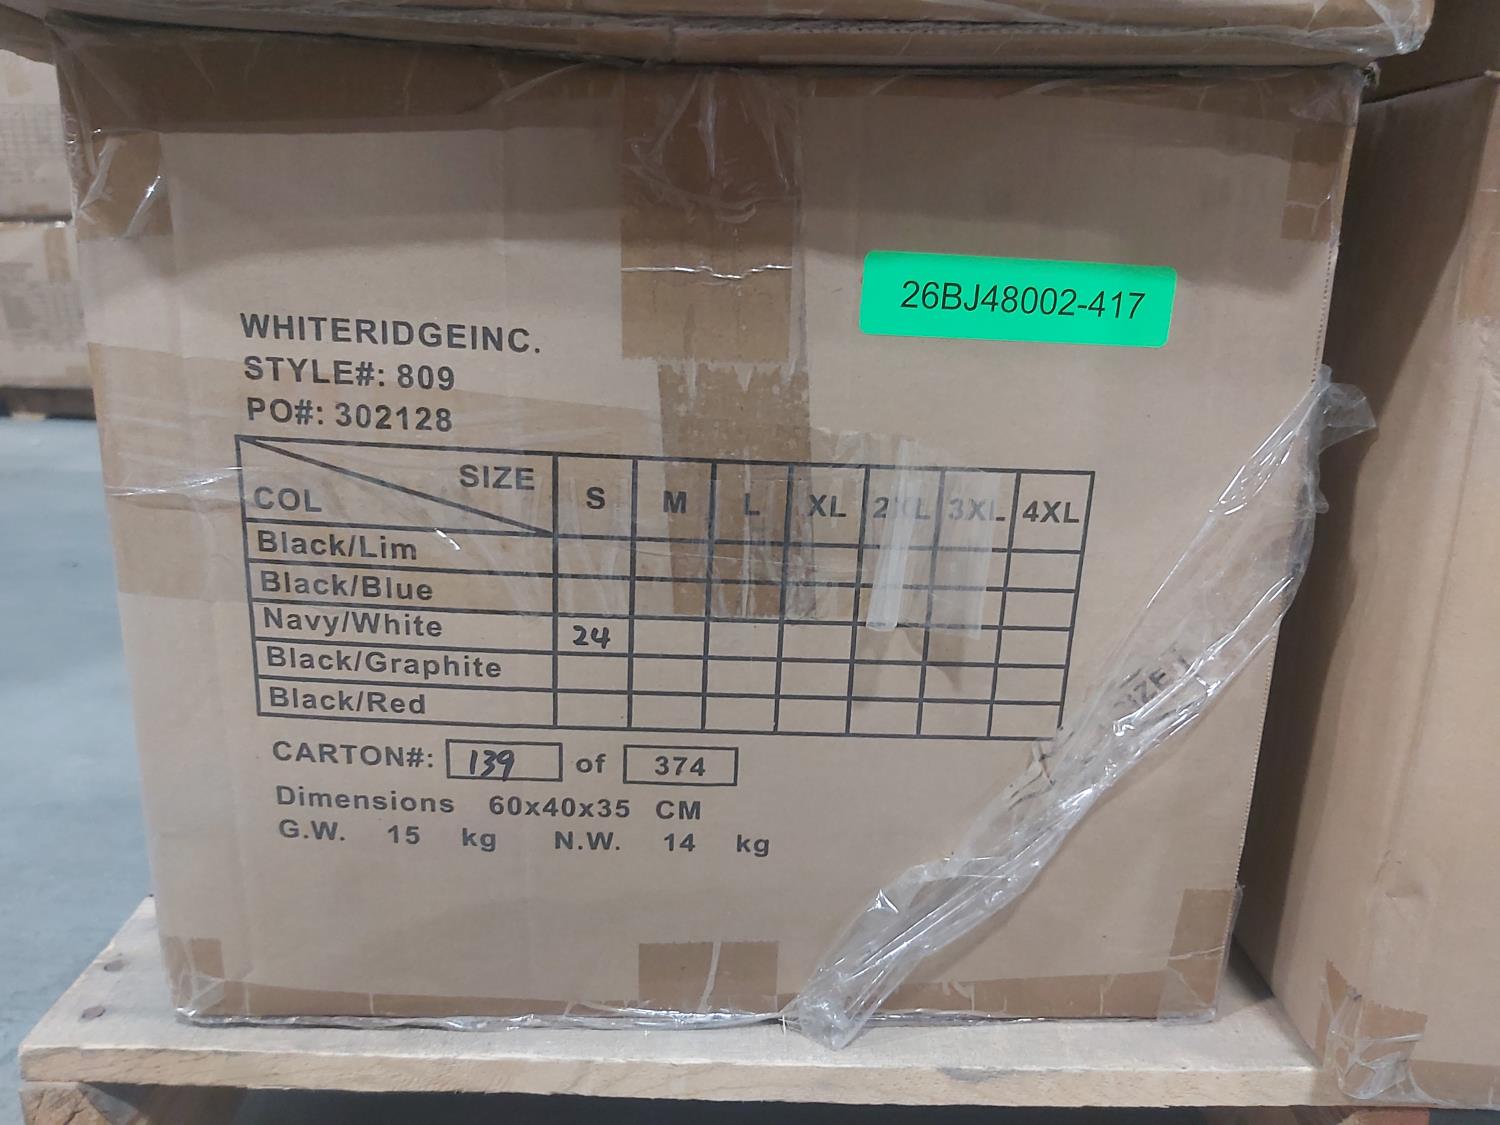 26BJ48002-417
WHITERIDGEINC.
STYLE#: 809
PO#: 302128
SIZE
COL
S M L XL 2XL 3XL 4XL
Black/Lim
Black/Blue
Navy/White 24
Black/Graphite
Black/Red
CARTON#: 139 of 374
Dimensions 60x40x35 CM
G.W. 15 kg N.W. 14 kg